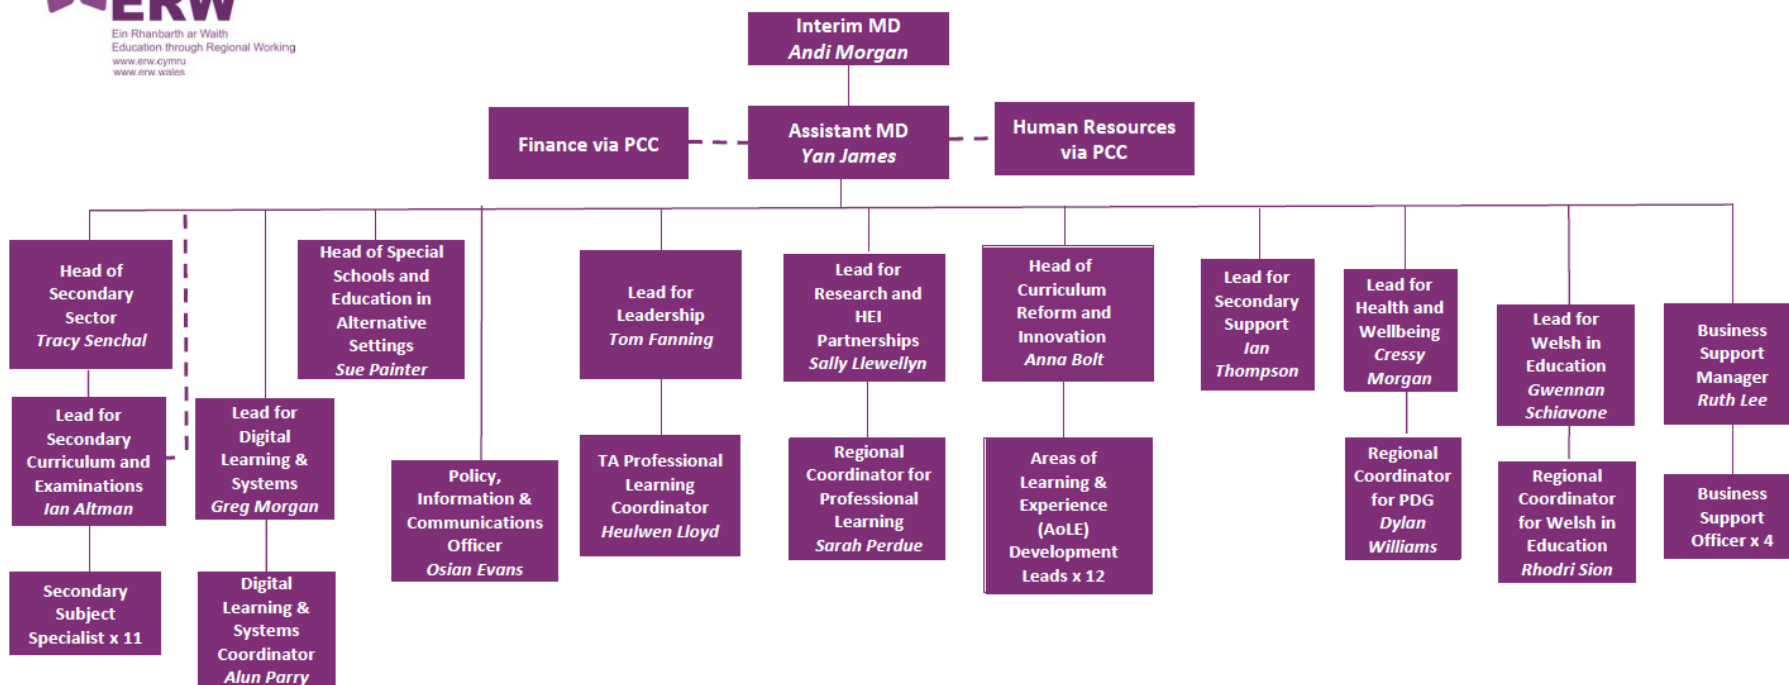 ERW
Ein Rhanbarth ar Waith
Education through Regional Working
www.erw.cymru
www.erw.wales
Interim MD
Andi Morgan
Finance via PCC
Assistant MD
Yan James
Human Resources
via PCC
Head of
Secondary
Sector
Tracy Senchal
Head of Special
Schools and
Education in
Alternative
Settings
Sue Painter
Lead for
Leadership
Tom Fanning
Lead for
Research and
HEI
Partnerships
Sally Llewellyn
Head of
Curriculum
Reform and
Innovation
Anna Bolt
Lead for
Secondary
Support
Ian
Thompson
Lead for
Health and
Wellbeing
Cressy
Morgan
Lead for
Welsh in
Education
Gwennan
Schiavone
Business
Support
Manager
Ruth Lee
Lead for
Secondary
Curriculum and
Examinations
Ian Altman
Lead for
Digital
Learning &
Systems
Greg Morgan
Policy,
Information &
Communications
Officer
Osian Evans
TA Professional
Learning
Coordinator
Heulwen Lloyd
Regional
Coordinator for
Professional
Learning
Sarah Perdue
Areas of
Learning &
Experience
(AoLE)
Development
Leads x 12
Regional
Coordinator
for PDG
Dylan
Williams
Regional
Coordinator
for Welsh in
Education
Rhodri Sion
Business
Support
Officer x 4
Secondary
Subject
Specialist x 11
Digital
Learning &
Systems
Coordinator
Alun Parry